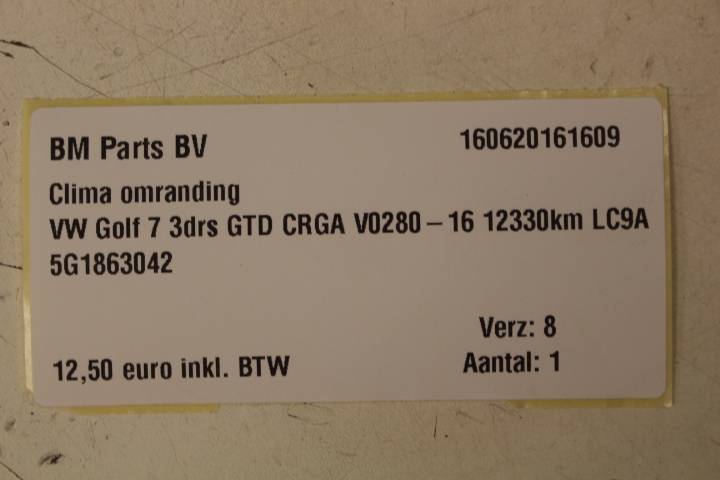 BM Parts BV 160620161609
Clima omranding
VW Golf 7 3drs GTD CRGA V0280-16 12330km LC9A
5G1863042
Verz: 8
12,50 euro inkl. BTW Aantal: 1